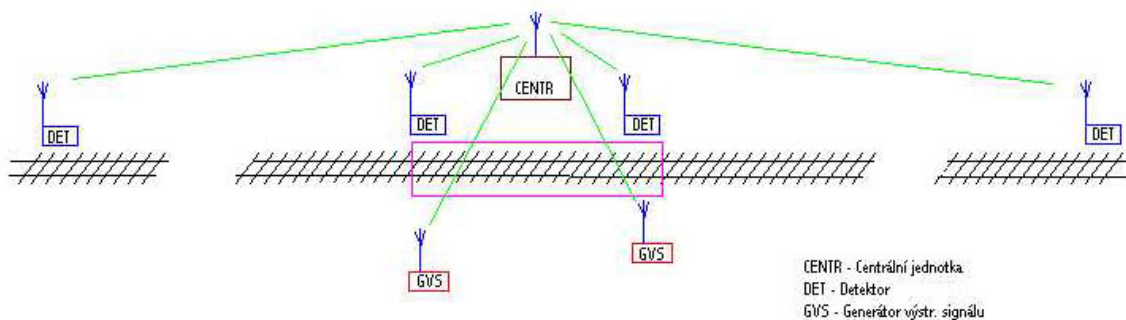 CENTR
DET
DET
DET
DET
GVS
GVS
CENTR - Centrální jednotka
DET - Detektor
GVS - Generátor výstr. signálu